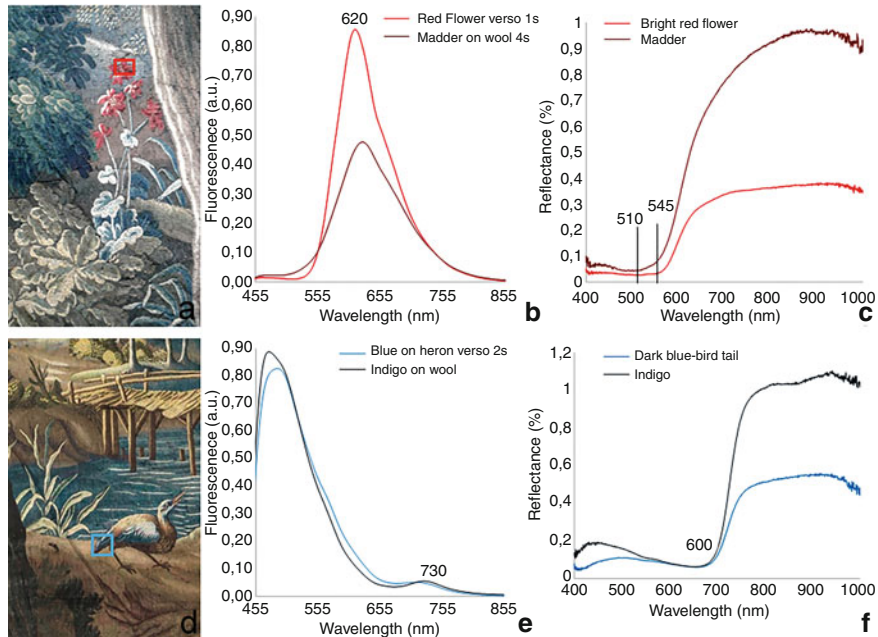 a
620
Red Flower verso 1s
Madder on wool 4s
Fluorescenece (a.u.)
0,90
0,80
0,70
0,60
0,50
0,40
0,30
0,20
0,10
0,00
455 555 655 755 855
Wavelength (nm)
b
Bright red flower
Madder
Reflectance (%)
1
0,9
0,8
0,7
0,6
0,5
0,4
0,3
0,2
0,1
0
510
545
400 500 600 700 800 900 1000
Wavelength (nm)
c
d
Blue on heron verso 2s
Indigo on wool
Fluorescenece (a.u.)
0,90
0,80
0,70
0,60
0,50
0,40
0,30
0,20
0,10
0,00
730
455 555 655 755 855
Wavelength (nm)
e
Dark blue-bird tail
Indigo
Reflectance (%)
1,2
1
0,8
0,6
0,4
0,2
0
600
400 500 600 700 800 900 1000
Wavelength (nm)
f